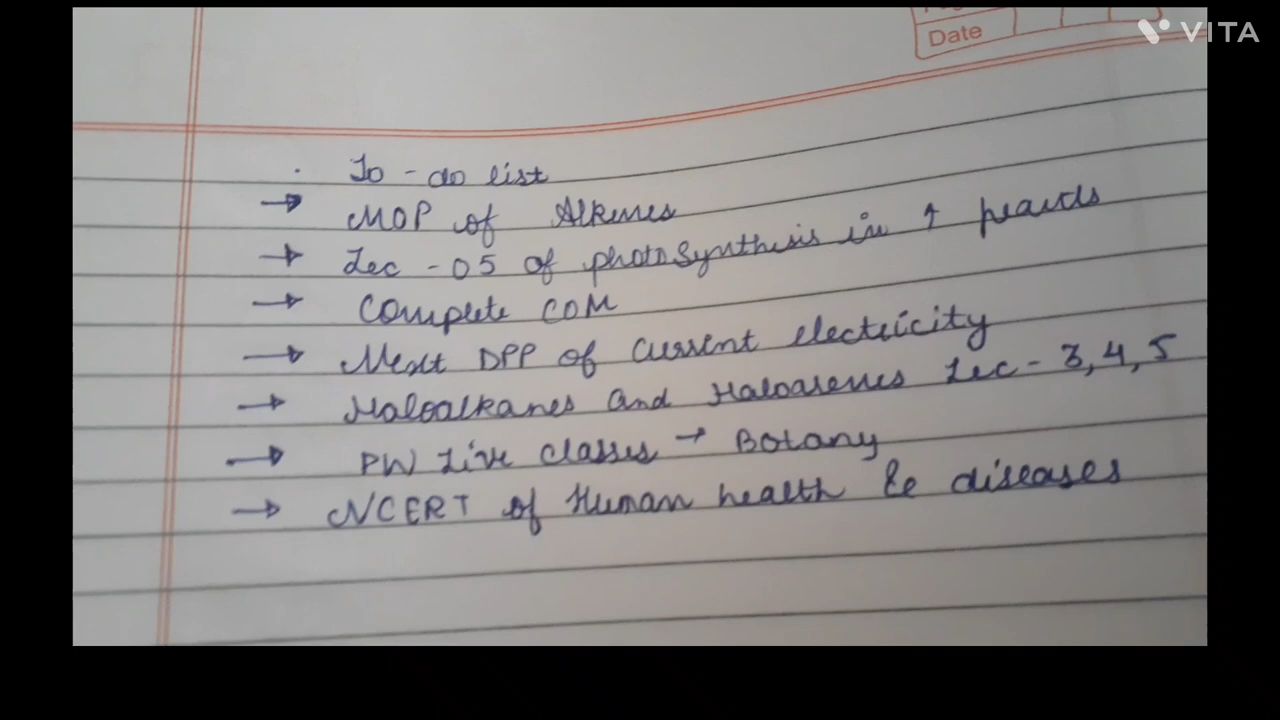 Date
VITA
To-do list
→ MOP of Alkenes
→ Lec-05 of photosynthesis in ↑
→ Complete COM
→ Next DPP of Current electricity
→ Haloalkanes and Haloarenes Lec-3,4,5
→ PW Live classes → Botany
→ NCERT of Human health & diseases